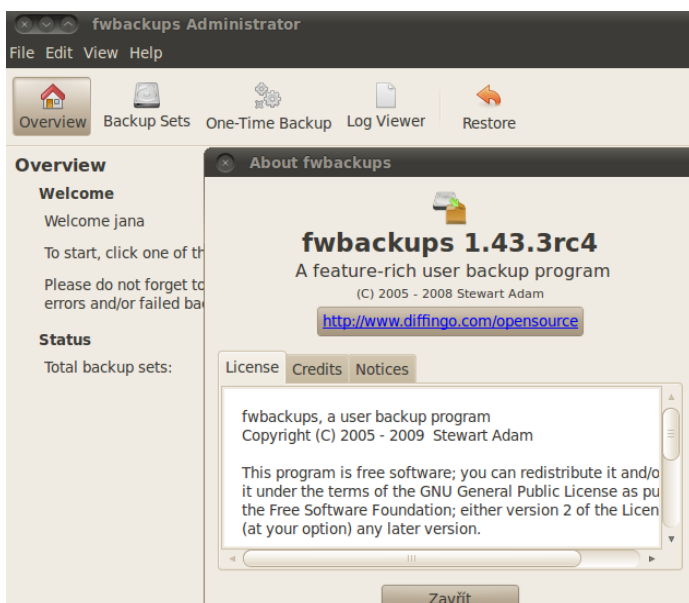 fwbackups Administrator
File Edit View Help
Overview Backup Sets One-Time Backup Log Viewer Restore
Overview
Welcome
Welcome jana
To start, click one of th
Please do not forget to
errors and/or failed ba
Status
Total backup sets:
About fwbackups
fwbackups 1.43.3rc4
A feature-rich user backup program
(C) 2005 - 2008 Stewart Adam
http://www.diffingo.com/opensource
License Credits Notices
fwbackups, a user backup program
Copyright (C) 2005 - 2009 Stewart Adam
This program is free software; you can redistribute it and/o
it under the terms of the GNU General Public License as pu
the Free Software Foundation; either version 2 of the Licen
(at your option) any later version.
Zavřít